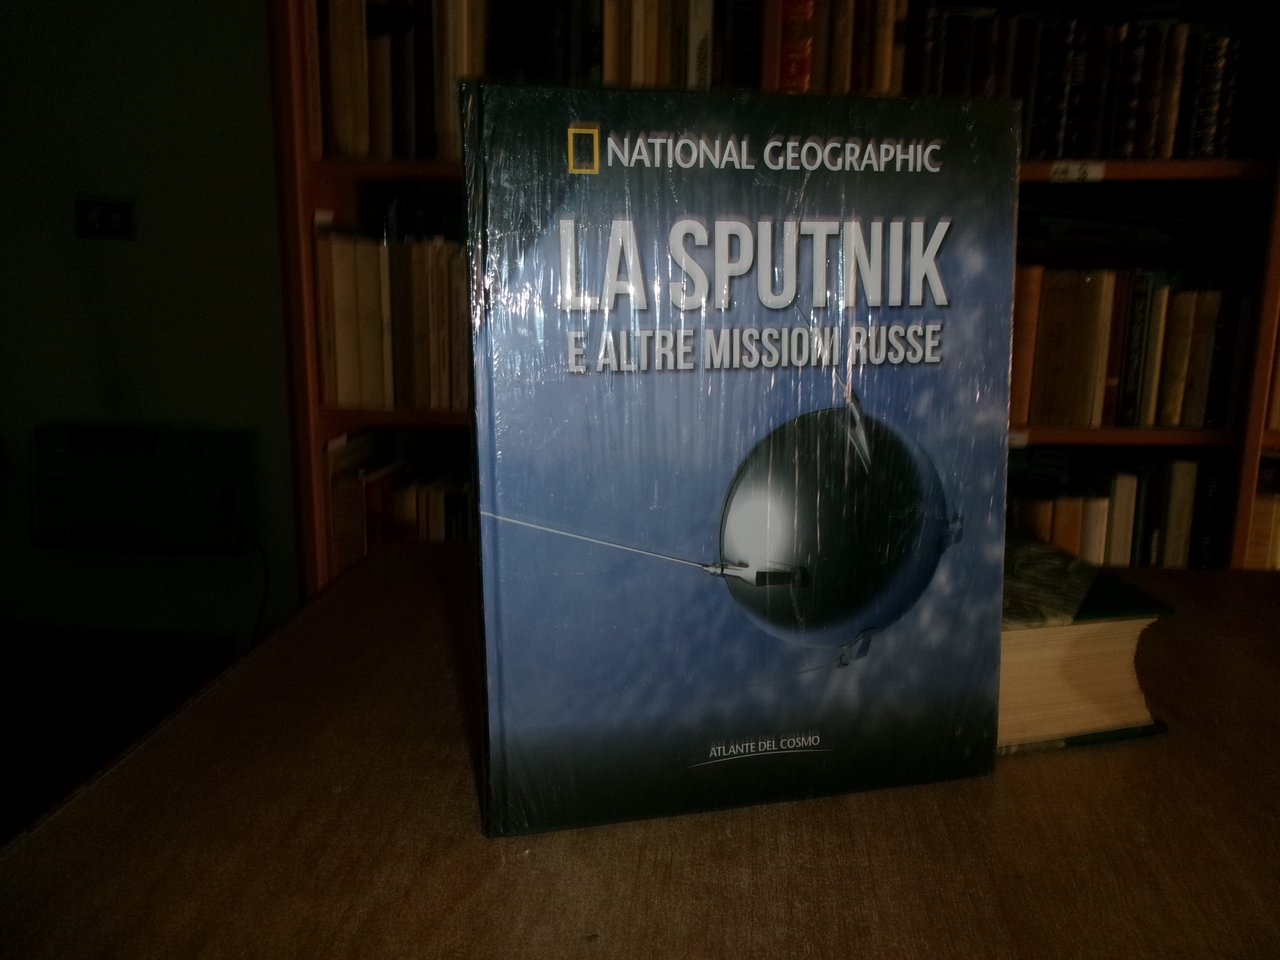 NATIONAL GEOGRAPHIC
LA SPUTNIK
E ALTRE MISSIONI RUSSE
ATLANTE DEL COSMO